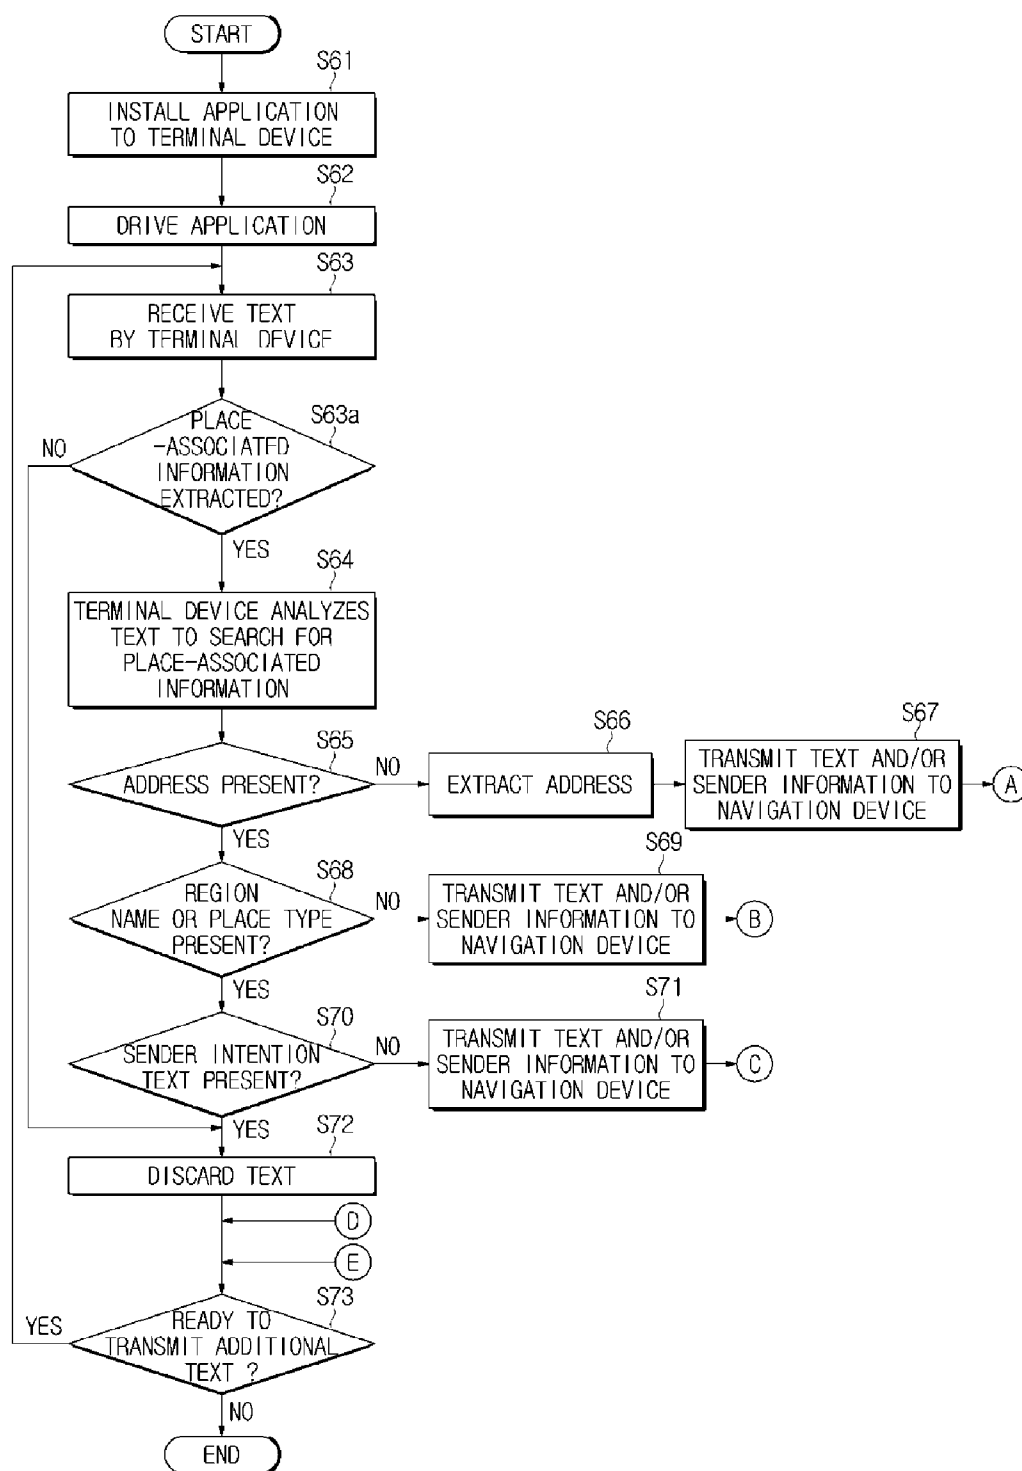 START
S61
INSTALL APPLICATION
TO TERMINAL DEVICE
S62
DRIVE APPLICATION
S63
RECEIVE TEXT
BY TERMINAL DEVICE
S63a
PLACE
-ASSOCIATED
INFORMATION
EXTRACTED?
NO
YES
S64
TERMINAL DEVICE ANALYZES
TEXT TO SEARCH FOR
PLACE-ASSOCIATED
INFORMATION
S65
ADDRESS PRESENT?
NO
YES
S66
EXTRACT ADDRESS
S67
TRANSMIT TEXT AND/OR
SENDER INFORMATION TO
NAVIGATION DEVICE
A
S68
REGION
NAME OR PLACE TYPE
PRESENT?
NO
YES
S69
TRANSMIT TEXT AND/OR
SENDER INFORMATION TO
NAVIGATION DEVICE
B
S70
SENDER INTENTION
TEXT PRESENT?
NO
YES
S71
TRANSMIT TEXT AND/OR
SENDER INFORMATION TO
NAVIGATION DEVICE
C
S72
DISCARD TEXT
D
E
S73
READY TO
TRANSMIT ADDITIONAL
TEXT ?
YES
NO
END